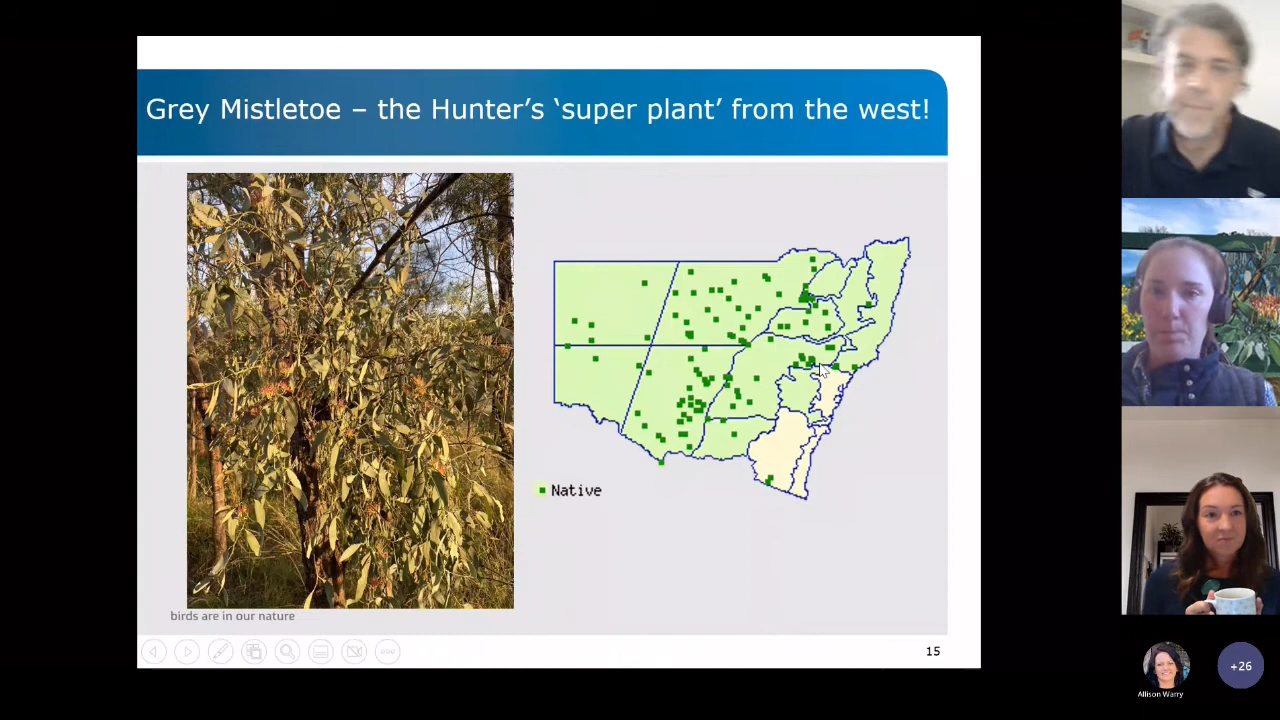 Grey Mistletoe – the Hunter's ‘super plant’ from the west!
Native
birds are in our nature
15
Allison Warry
+26